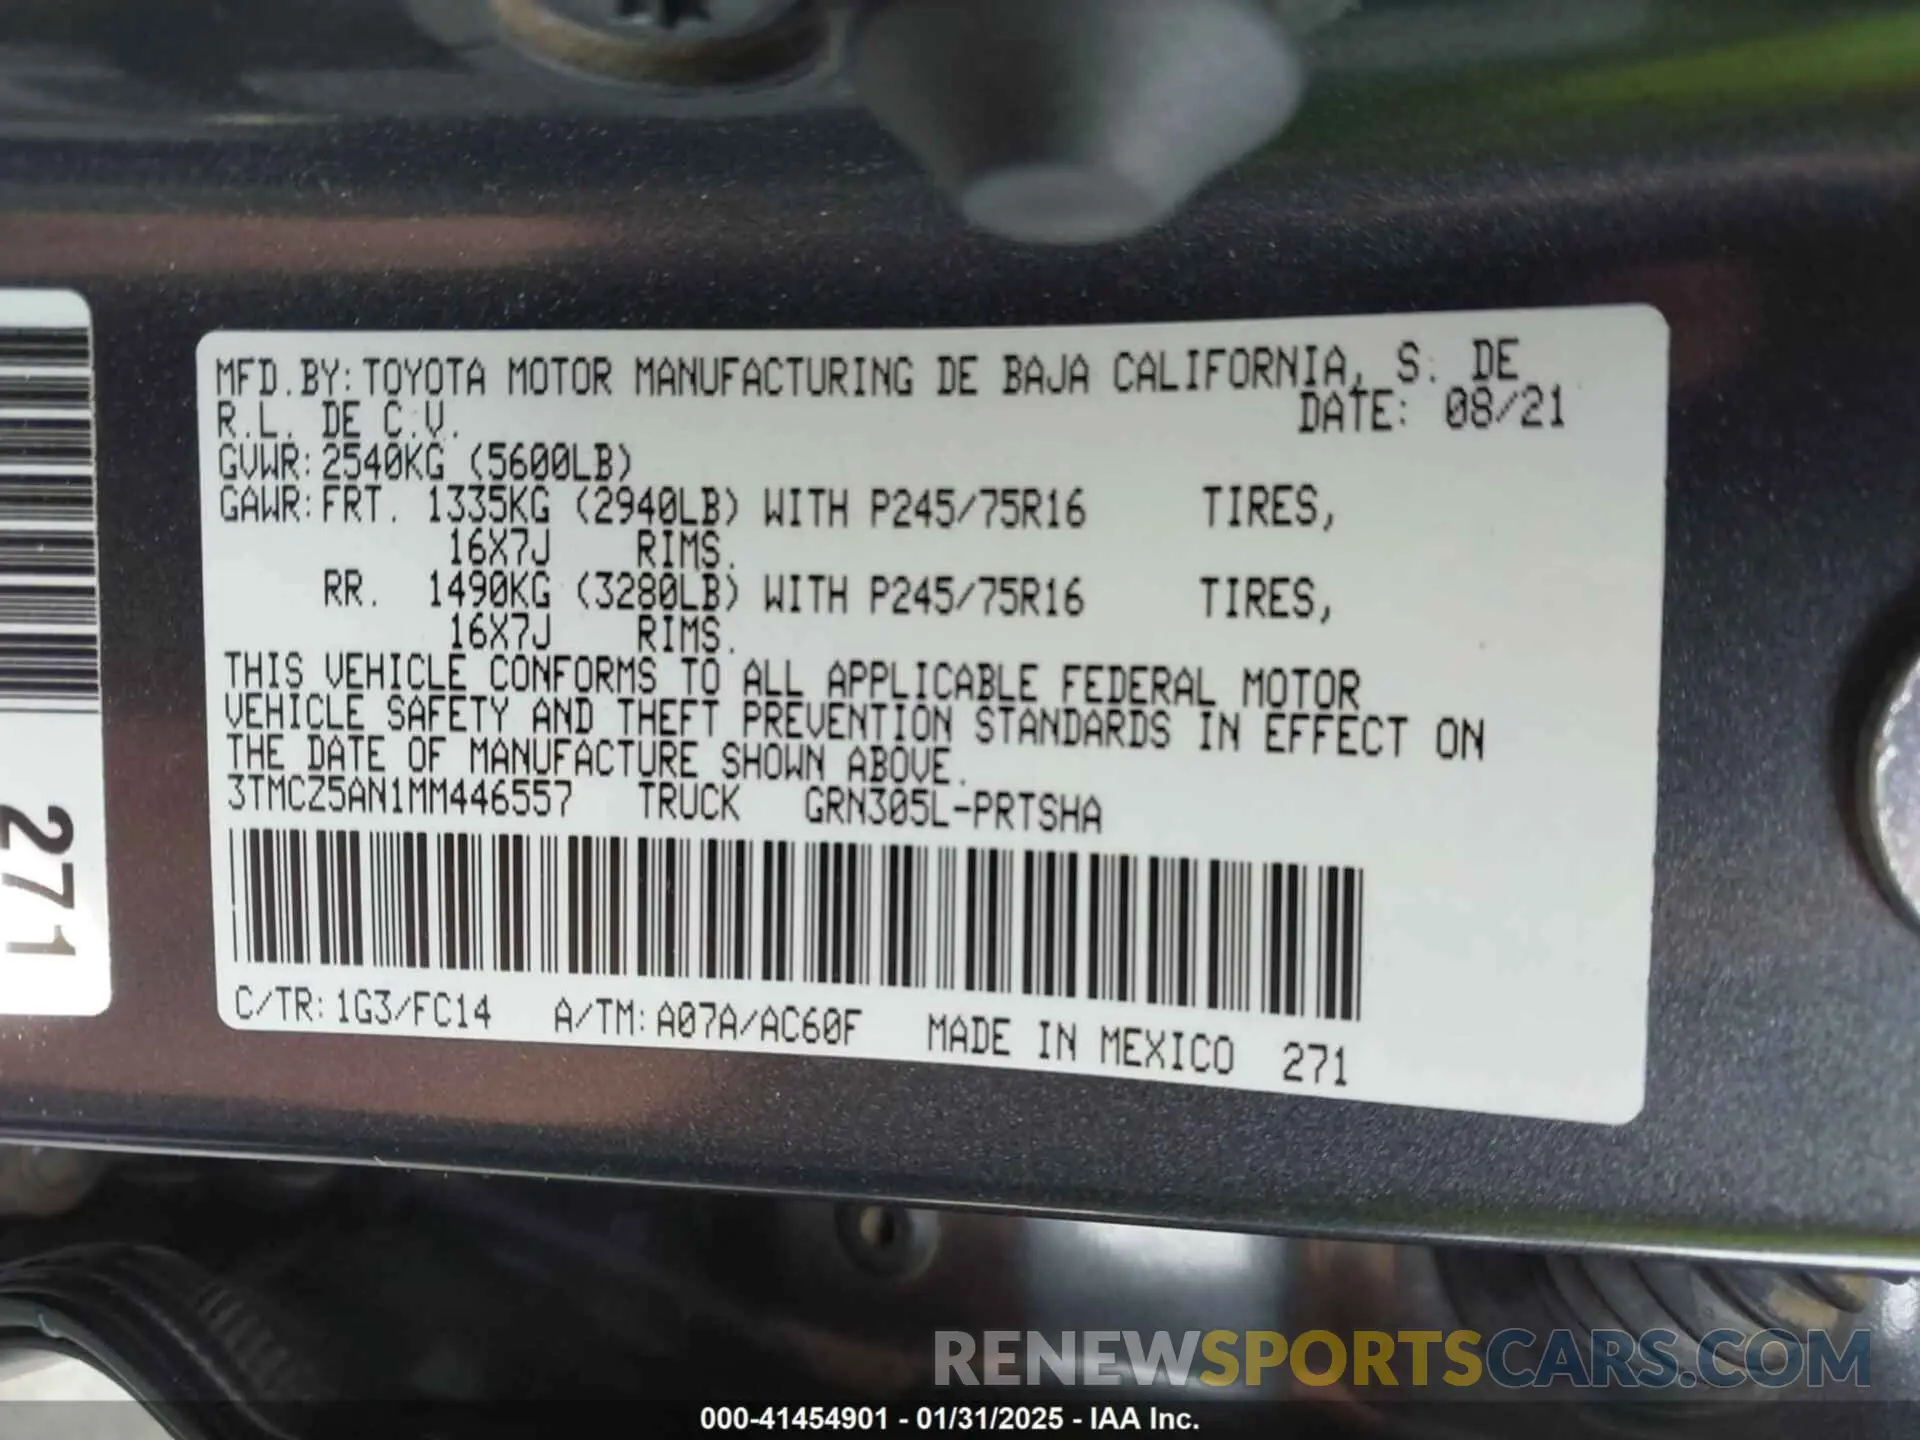 MFD.BY: TOYOTA MOTOR MANUFACTURING DE BAJA CALIFORNIA, S. DE
R.L. DE C.V. DATE: 08/21
GVWR: 2540KG (5600LB)
GAWR: FRT. 1335KG (2940LB) WITH P245/75R16 TIRES,
16X7J RIMS.
RR. 1490KG (3280LB) WITH P245/75R16 TIRES,
16X7J RIMS.
THIS VEHICLE CONFORMS TO ALL APPLICABLE FEDERAL MOTOR
VEHICLE SAFETY AND THEFT PREVENTION STANDARDS IN EFFECT ON
THE DATE OF MANUFACTURE SHOWN ABOVE.
3TMCZ5AN1MM446557 TRUCK GRN305L-PRTSHA
C/TR: 1G3/FC14 A/TM: A07A/AC60F MADE IN MEXICO 271
271
RENEWSPORTSCARS.COM
000-41454901 - 01/31/2025 - IAA Inc.